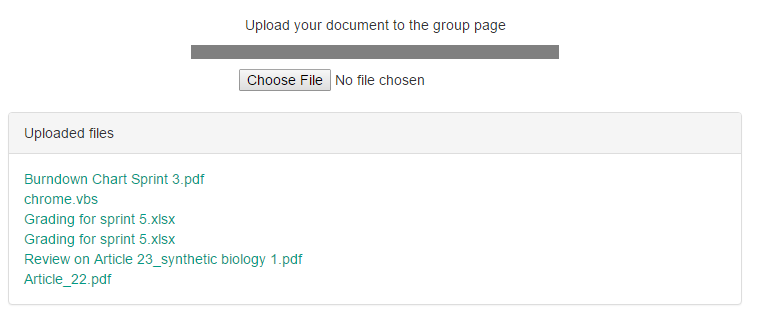 Upload your document to the group page
Choose File No file chosen
Uploaded files
Burndown Chart Sprint 3.pdf
chrome.vbs
Grading for sprint 5.xlsx
Grading for sprint 5.xlsx
Review on Article 23_synthetic biology 1.pdf
Article_22.pdf